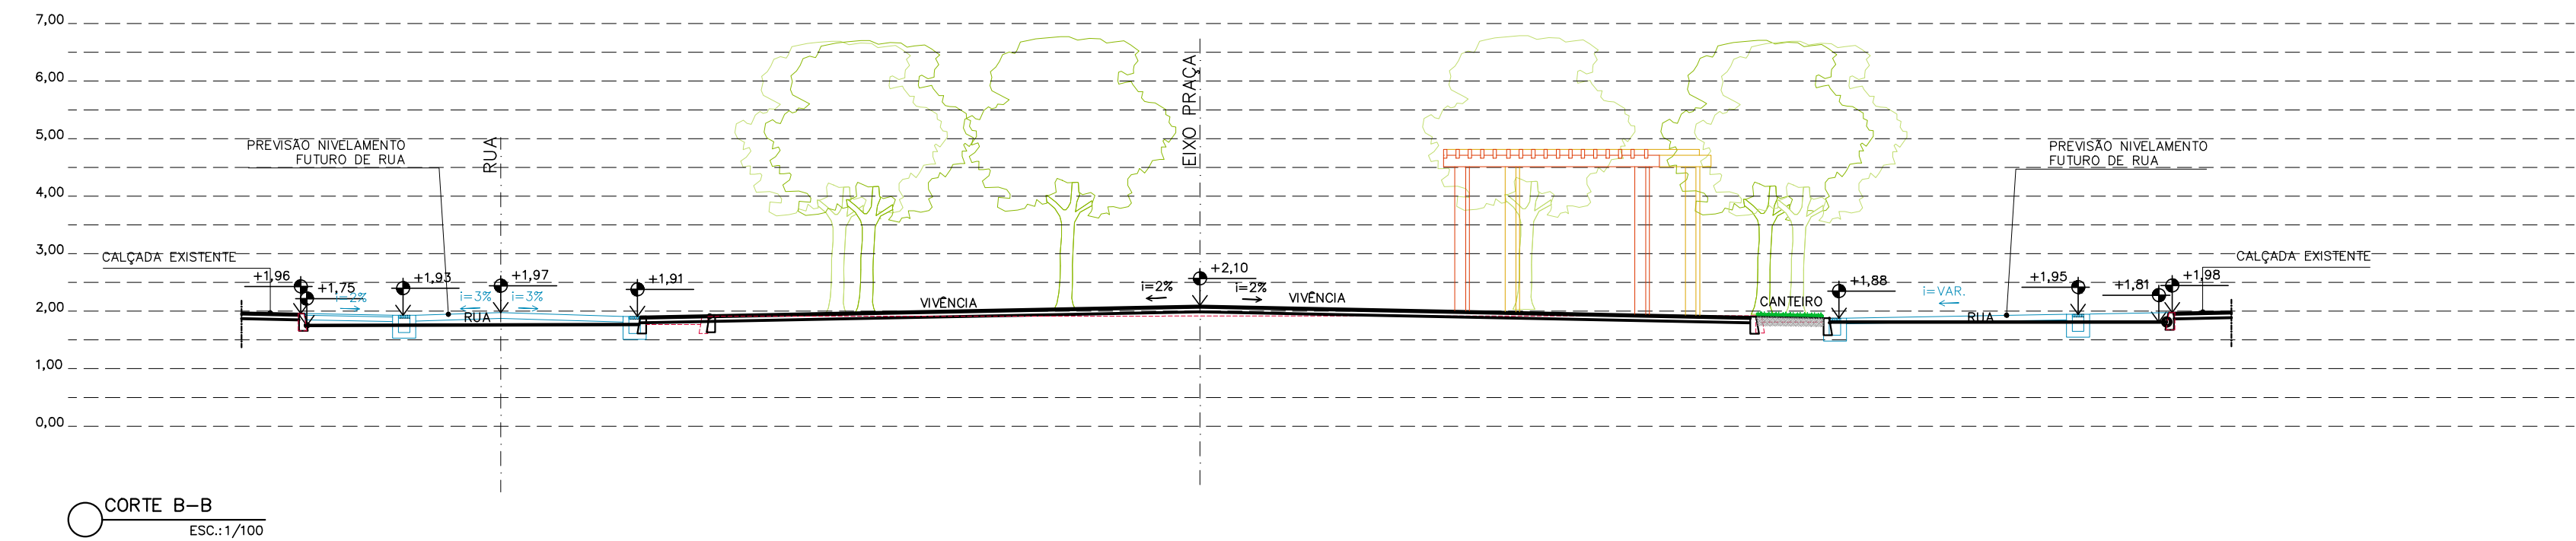 7,00
6,00
5,00
4,00
3,00
2,00
1,00
0,00
PREVISÃO NIVELAMENTO
FUTURO DE RUA
RUA
EIXO PRAÇA
PREVISÃO NIVELAMENTO
FUTURO DE RUA
CALÇADA EXISTENTE
+1,96
+1,75
i=2%
+1,93
i=3%
+1,97
i=3%
+1,91
RUA
VIVÊNCIA
i=2%
+2,10
i=2%
VIVÊNCIA
CANTEIRO
+1,88
i=VAR.
RUA
+1,95
+1,81
+1,98
CALÇADA EXISTENTE
CORTE B-B
ESC.:1/100